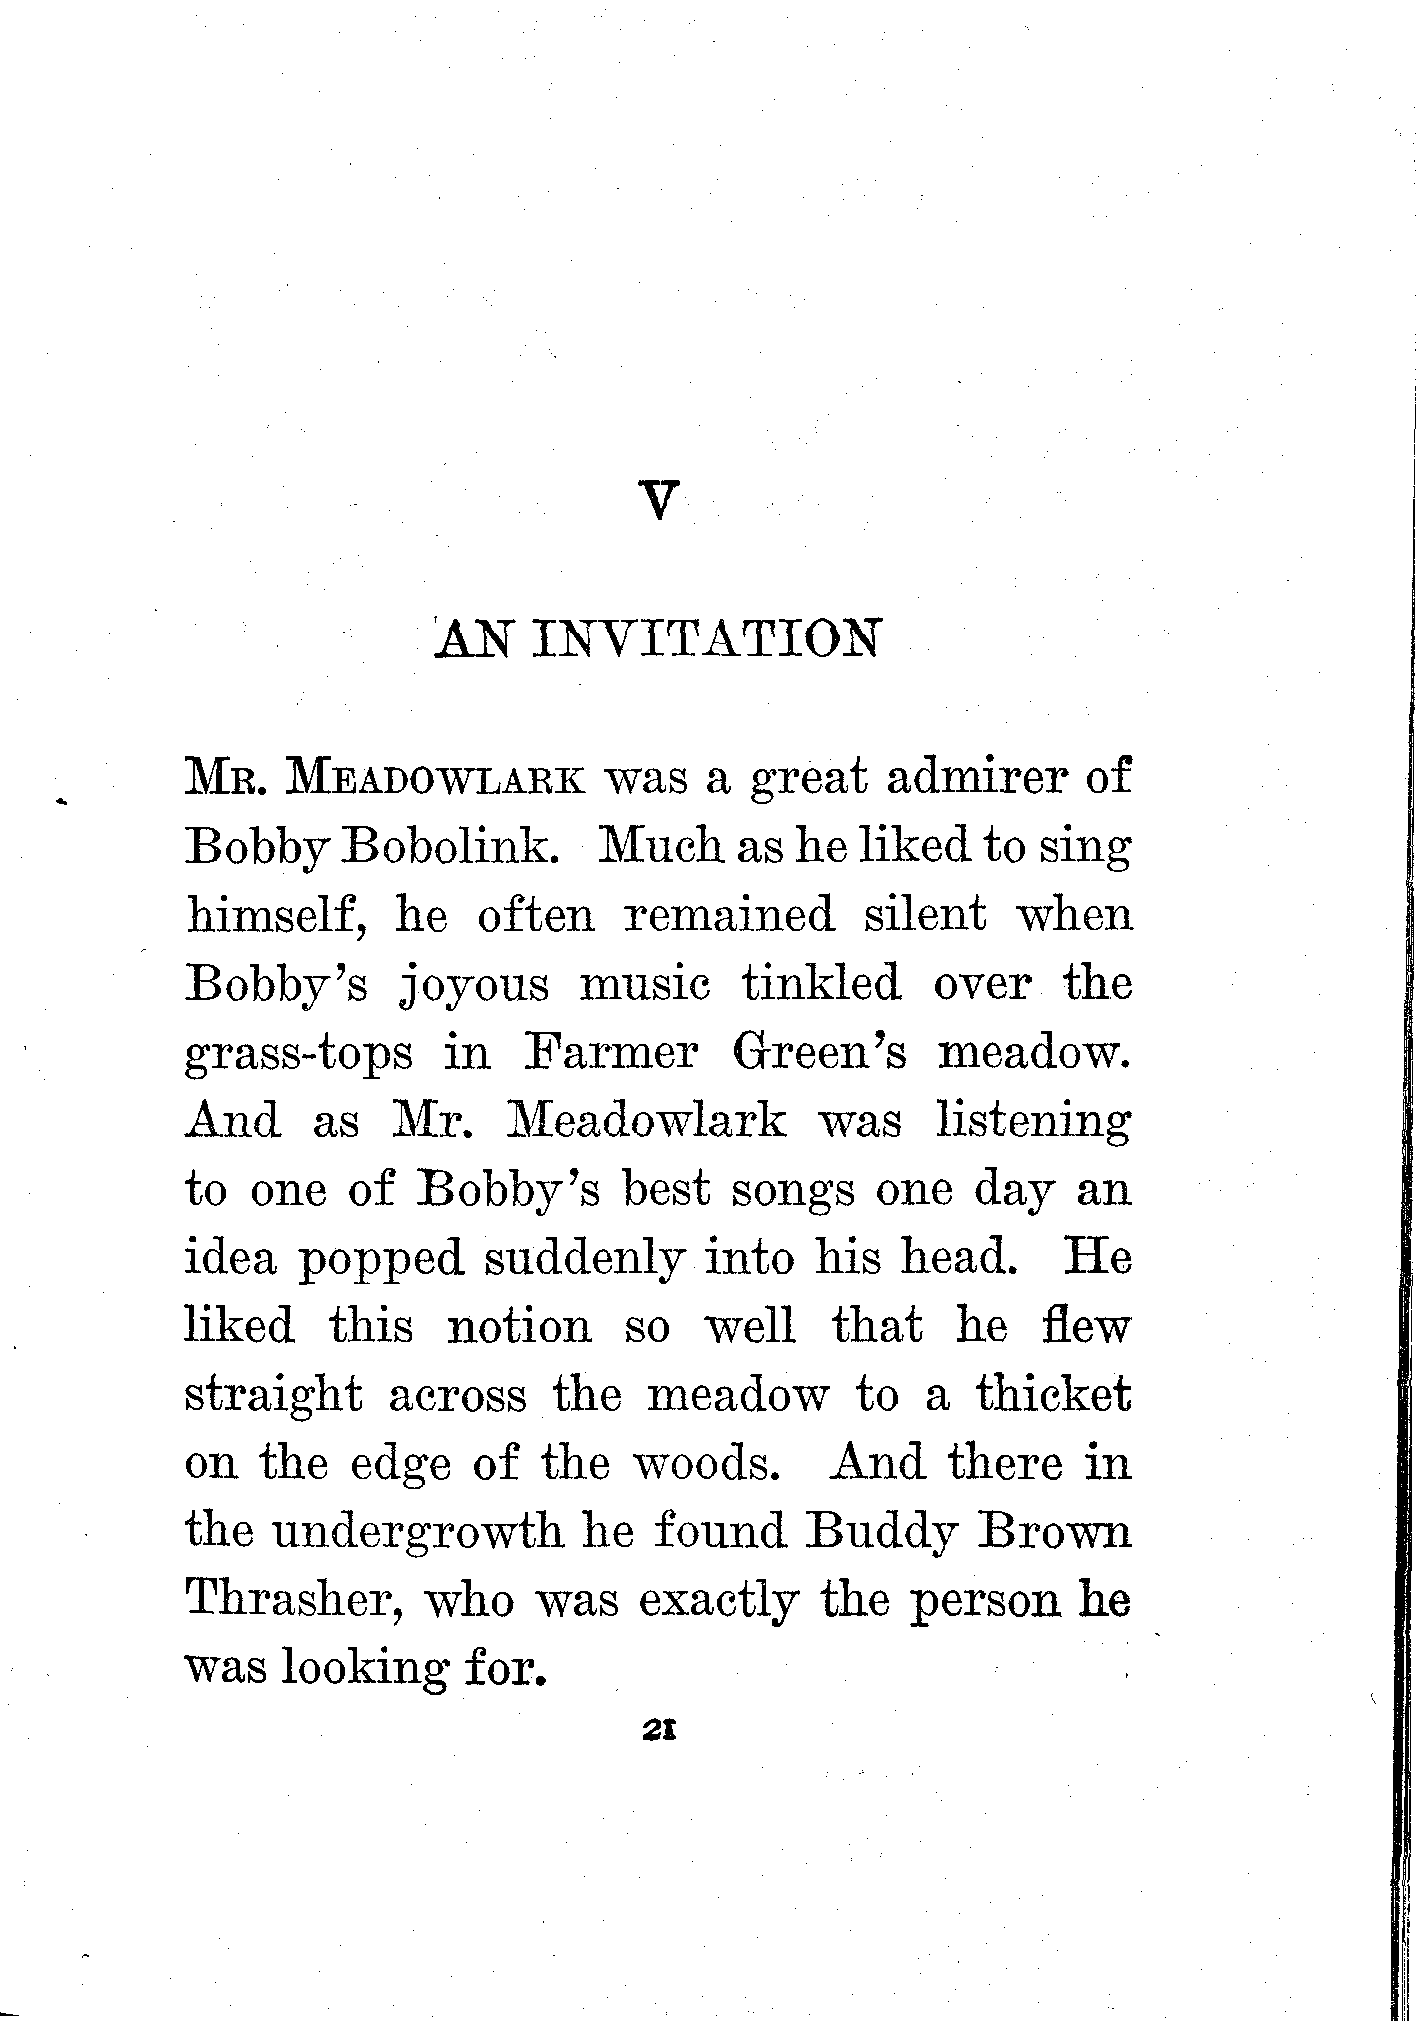 V
AN INVITATION
MR. MEADOWLARK was a great admirer of
Bobby Bobolink. Much as he liked to sing
himself, he often remained silent when
Bobby's joyous music tinkled over the
grass-tops in Farmer Green's meadow.
And as Mr. Meadowlark was listening
to one of Bobby's best songs one day an
idea popped suddenly into his head. He
liked this notion so well that he flew
straight across the meadow to a thicket
on the edge of the woods. And there in
the undergrowth he found Buddy Brown
Thrasher, who was exactly the person he
was looking for.
21